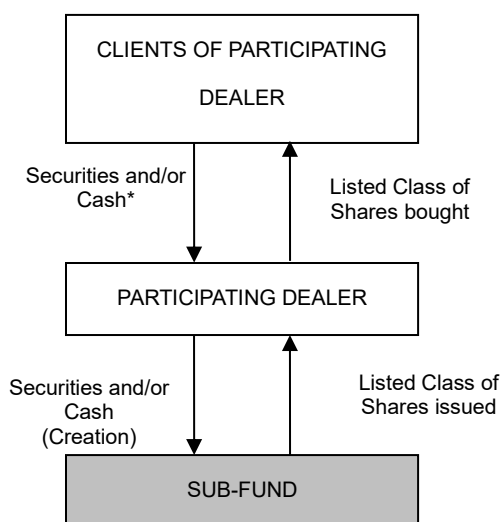 CLIENTS OF PARTICIPATING
DEALER
Securities and/or
Cash*
Listed Class of
Shares bought
PARTICIPATING DEALER
Securities and/or
Cash
(Creation)
Listed Class of
Shares issued
SUB-FUND